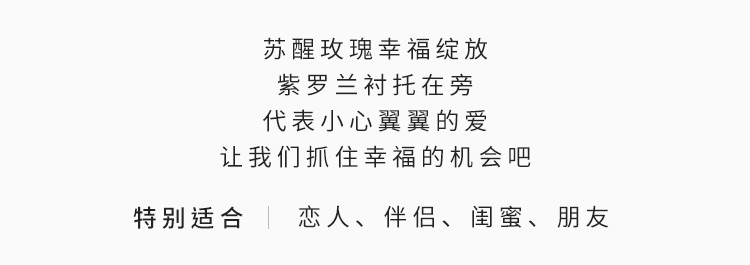 苏醒玫瑰幸福绽放
紫罗兰衬托在旁
代表小心翼翼的爱
让我们抓住幸福的机会吧
特别适合｜恋人、伴侣、闺蜜、朋友